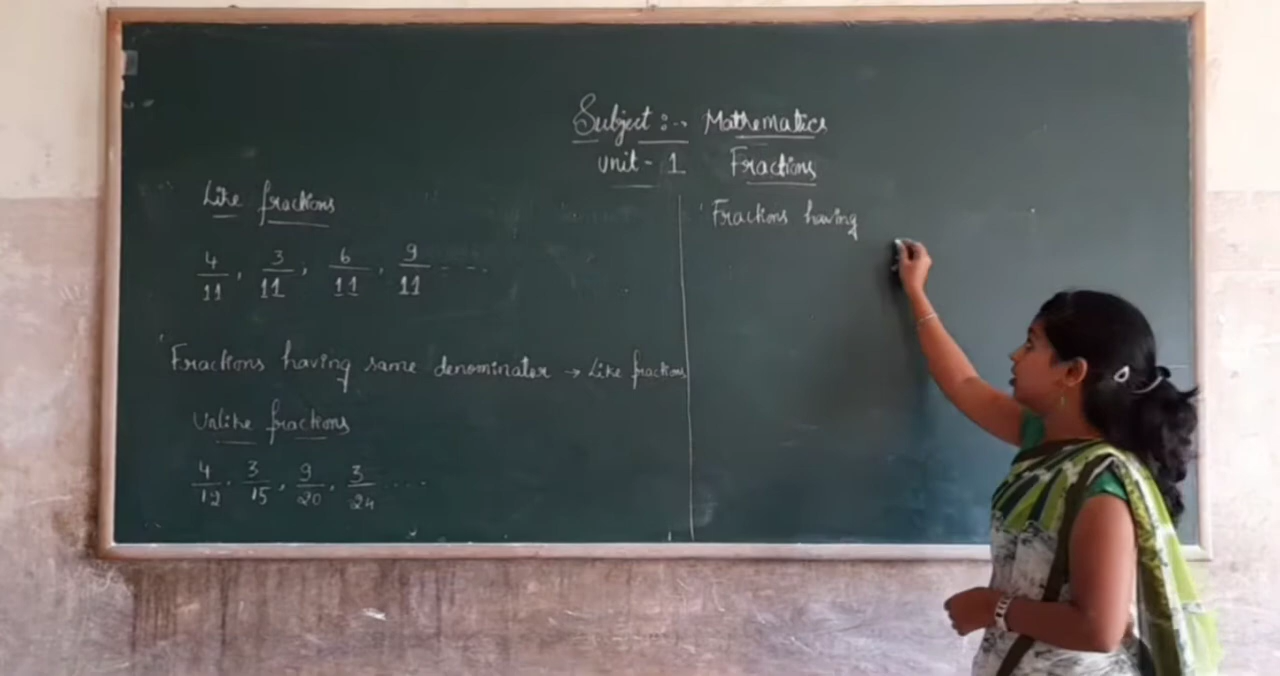 Subject :- Mathematics
Unit - 1 Fractions
Like fractions
4/11, 3/11, 6/11, 9/11 ----
Fractions having same denominater → Like fractions
Unlike fractions
4/12, 3/15, 9/20, 3/24 ----
Fractions having